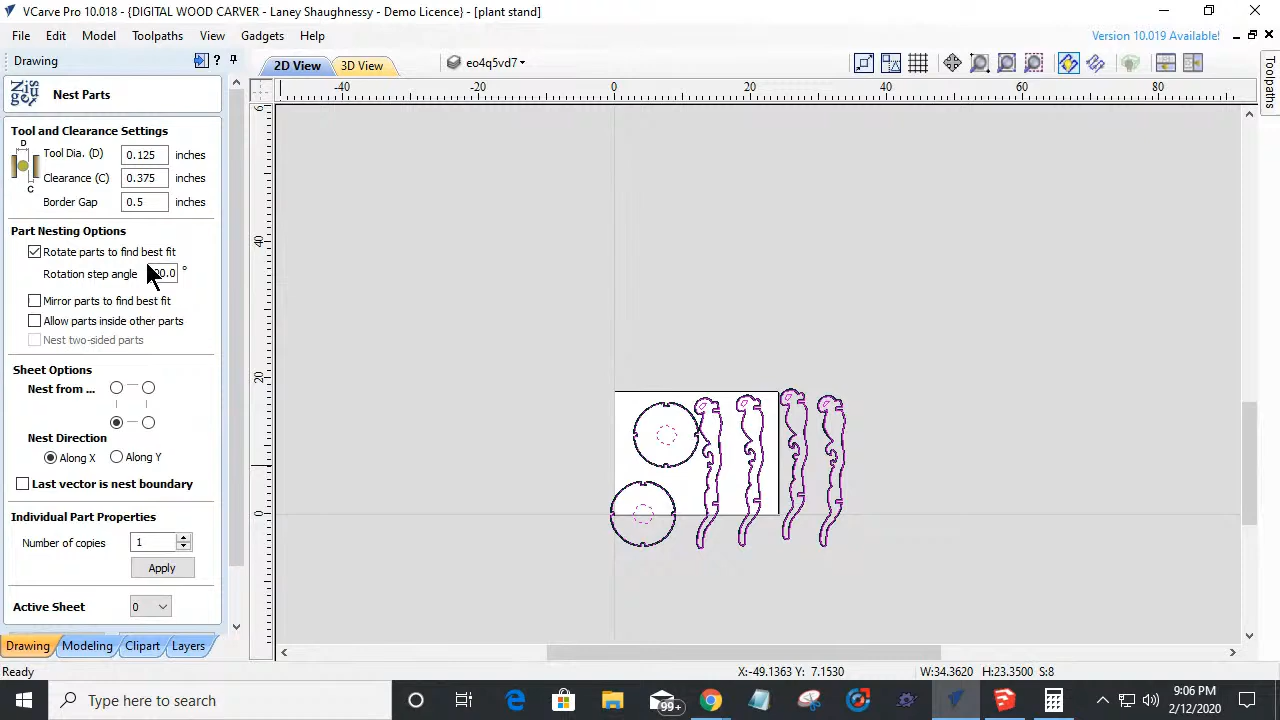 VCarve Pro 10.018 - {DIGITAL WOOD CARVER - Laney Shaughnessy - Demo Licence} - [plant stand]
File Edit Model Toolpaths View Gadgets Help Version 10.019 Available!
Drawing
2D View 3D View eo4q5vd7
Toolpaths
Nest Parts
-40 -20 0 20 40 60 80
Tool and Clearance Settings
D
Tool Dia. (D) 0.125 inches
Clearance (C) 0.375 inches
C
Border Gap 0.5 inches
Part Nesting Options
Rotate parts to find best fit
Rotation step angle
Mirror parts to find best fit
Allow parts inside other parts
Nest two-sided parts
40
20
0
Sheet Options
Nest from ...
Nest Direction
Along X Along Y
Last vector is nest boundary
Individual Part Properties
Number of copies 1
Apply
Active Sheet 0
Drawing Modeling Clipart Layers
Ready X:-49.1363 Y: 7.1530 W:34.3620 H:23.3500 S:8
Type here to search 99+ 9:06 PM
2/12/2020